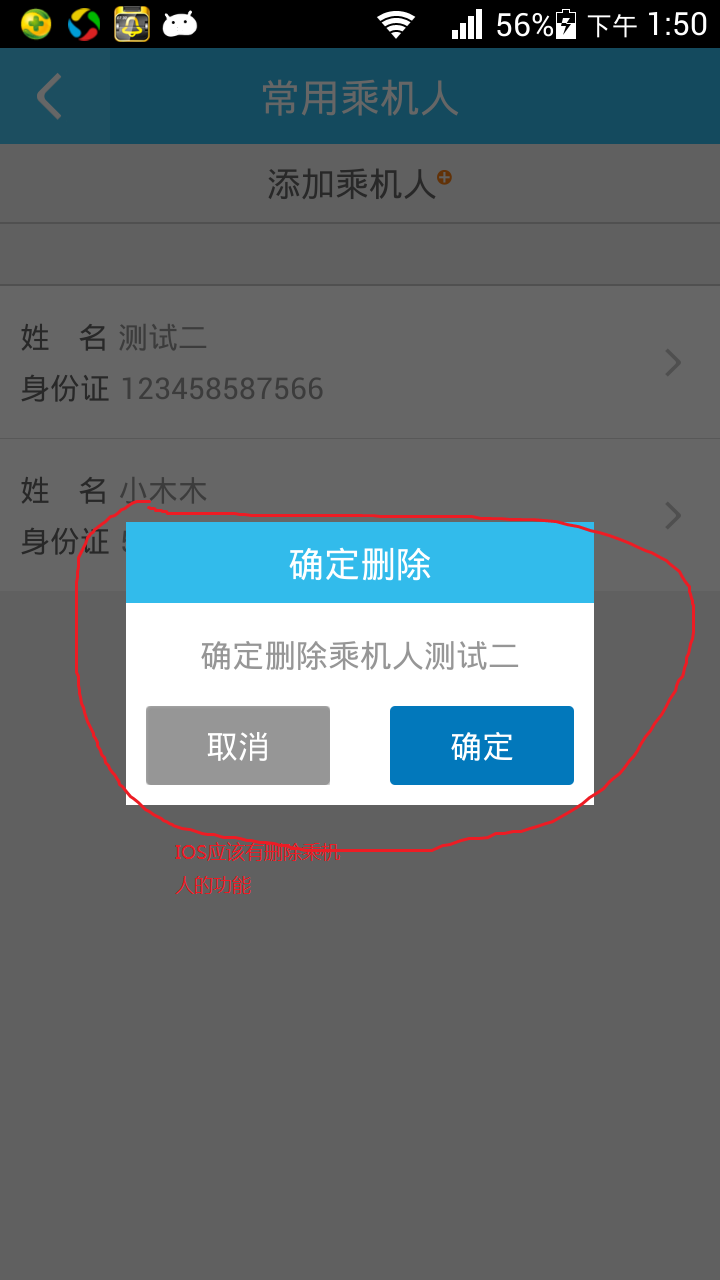 56% 下午 1:50
常用乘机人
添加乘机人
姓 名 测试二
身份证 123458587566
姓 名 小木木
身份证
确定删除
确定删除乘机人测试二
取消 确定
IOS应该有删除乘机
人的功能